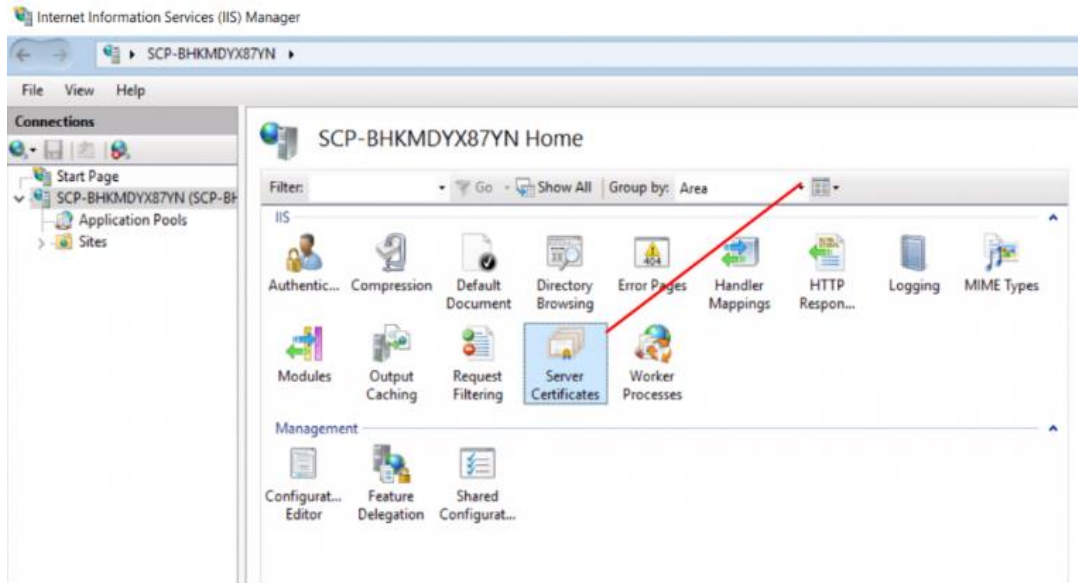 Internet Information Services (IIS) Manager
SCP-BHKMDYX87YN
File View Help
Connections
Start Page
SCP-BHKMDYX87YN (SCP-BH
Application Pools
Sites
SCP-BHKMDYX87YN Home
Filter: Go Show All Group by: Area
IIS
Authentic... Compression Default Document Directory Browsing Error Pages Handler Mappings HTTP Respon... Logging MIME Types
Modules Output Caching Request Filtering Server Certificates Worker Processes
Management
Configurat... Editor Feature Delegation Shared Configurat...